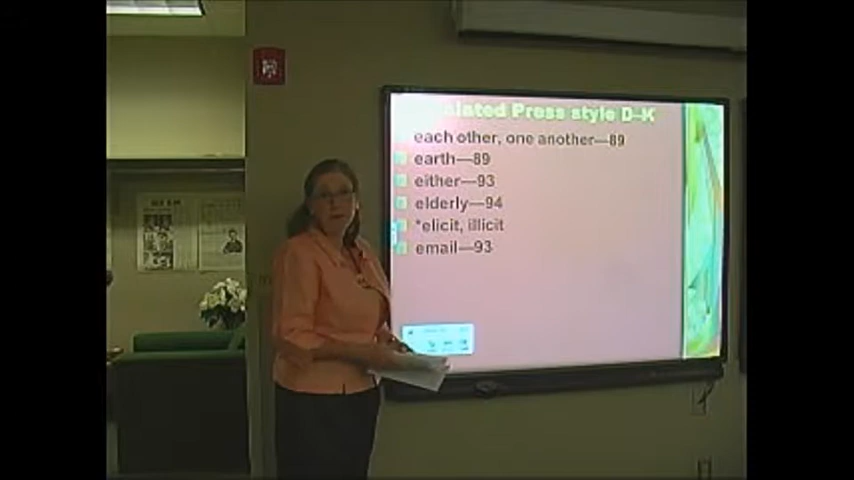 Press style D–K
each other, one another—89
earth—89
either—93
elderly—94
*elicit, illicit
email—93